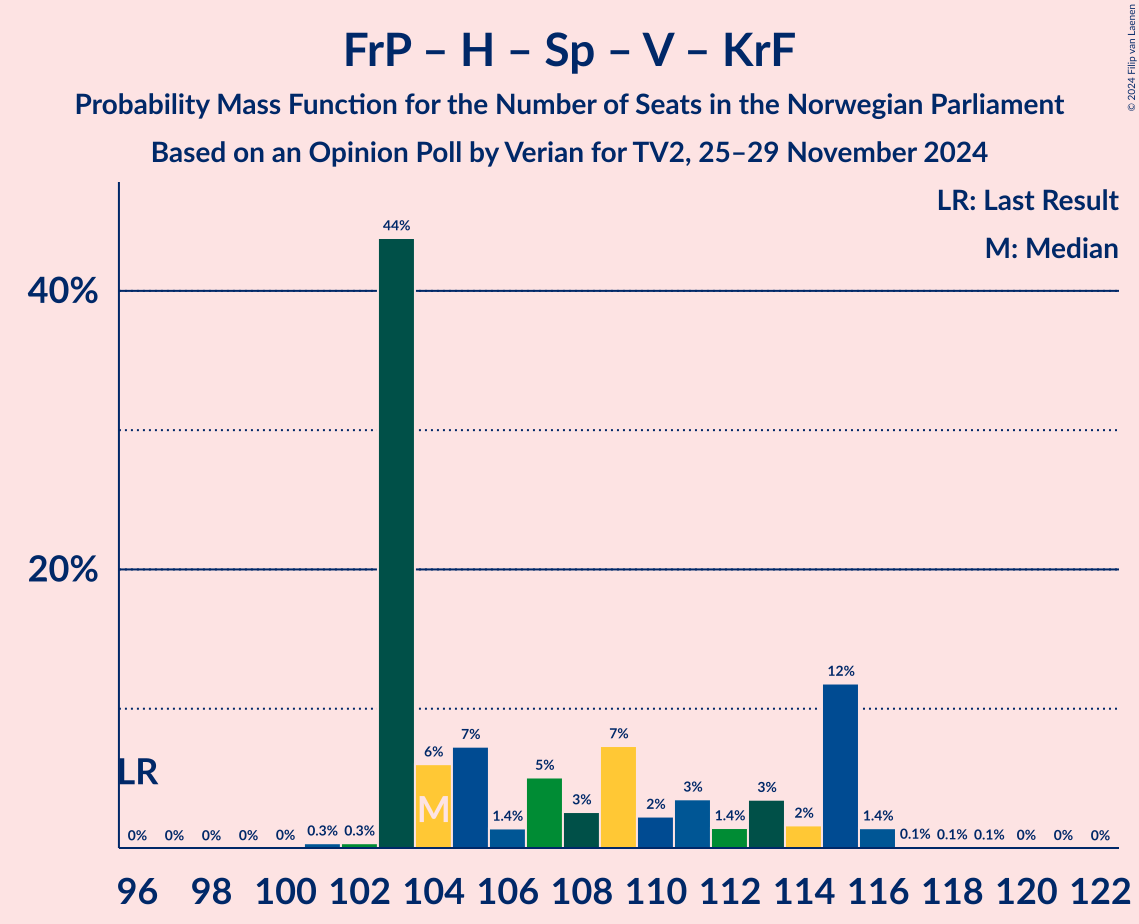 FrP – H – Sp – V – KrF
Probability Mass Function for the Number of Seats in the Norwegian Parliament
Based on an Opinion Poll by Verian for TV2, 25–29 November 2024
© 2024 Filip van Laenen
LR: Last Result
M: Median
40%
20%
LR
M
0% 0% 0% 0% 0% 0.3% 0.3% 44% 6% 7% 1.4% 5% 3% 7% 2% 3% 1.4% 3% 2% 12% 1.4% 0.1% 0.1% 0.1% 0% 0% 0%
96 98 100 102 104 106 108 110 112 114 116 118 120 122